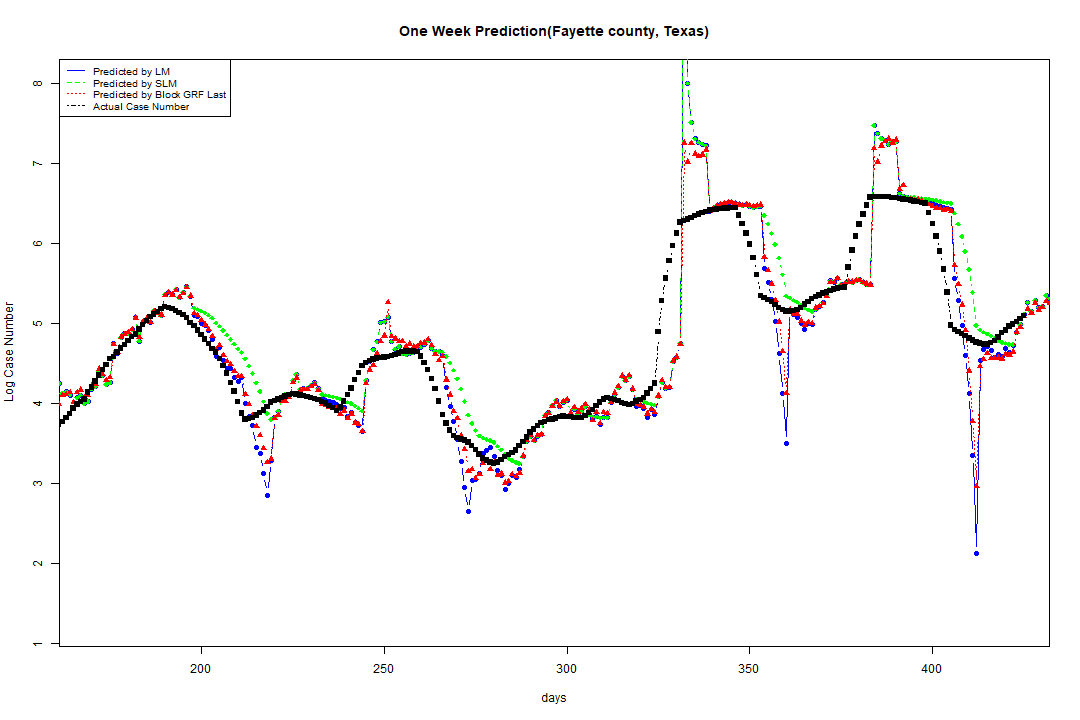 One Week Prediction(Fayette county, Texas)
Predicted by LM
Predicted by SLM
Predicted by Block GRF Last
Actual Case Number
Log Case Number
8
7
6
5
4
3
2
1
200
250
300
350
400
days